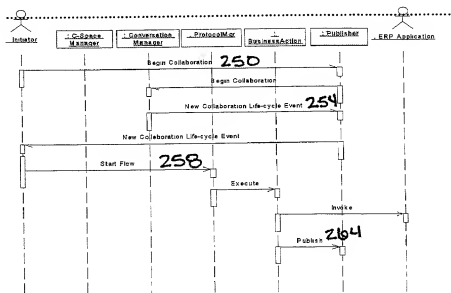 : Initiator
: C-Space Manager
: Conversation Manager
: ProtocolMgr
: BusinessAction
: Publisher
: ERP Application
Begin Collaboration 250
Begin Collaboration
New Collaboration Life-cycle Event 254
New Collaboration Life-cycle Event
Start Flow 258
Execute
Invoke
Publish 264